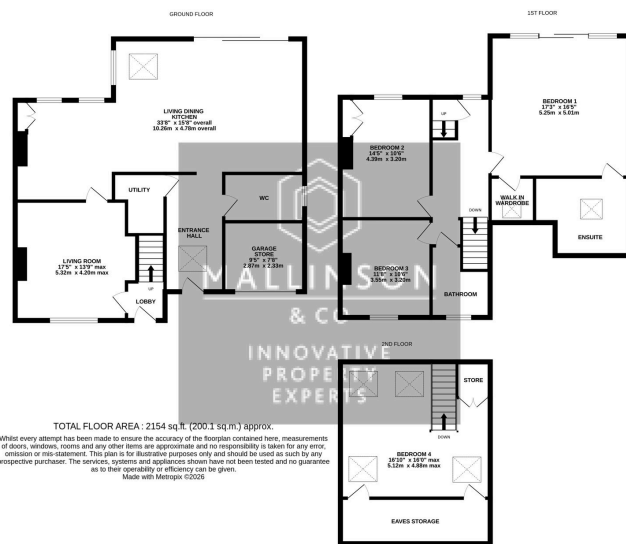 GROUND FLOOR
1ST FLOOR
LIVING DINING
KITCHEN
33'8" x 15'8" overall
10.26m x 4.78m overall
UTILITY
WC
ENTRANCE
HALL
GARAGE
STORE
9'5" x 7'8"
2.87m x 2.33m
LIVING ROOM
17'5" x 13'9" max
5.32m x 4.20m max
UP
LOBBY
BEDROOM 1
17'3" x 16'5"
5.25m x 5.01m
UP
BEDROOM 2
14'5" x 10'6"
4.39m x 3.20m
WALK IN
WARDROBE
ENSUITE
DOWN
BEDROOM 3
11'8" x 10'6"
3.55m x 3.20m
BATHROOM
MALLINSON
& CO
INNOVATIVE
PROPERTY
EXPERTS
2ND FLOOR
STORE
DOWN
BEDROOM 4
16'10" x 16'0" max
5.12m x 4.88m max
EAVES STORAGE
TOTAL FLOOR AREA : 2154 sq.ft. (200.1 sq.m.) approx.
Whilst every attempt has been made to ensure the accuracy of the floorplan contained here, measurements
of doors, windows, rooms and any other items are approximate and no responsibility is taken for any error,
omission or mis-statement. This plan is for illustrative purposes only and should be used as such by any
prospective purchaser. The services, systems and appliances shown have not been tested and no guarantee
as to their operability or efficiency can be given.
Made with Metropix ©2026